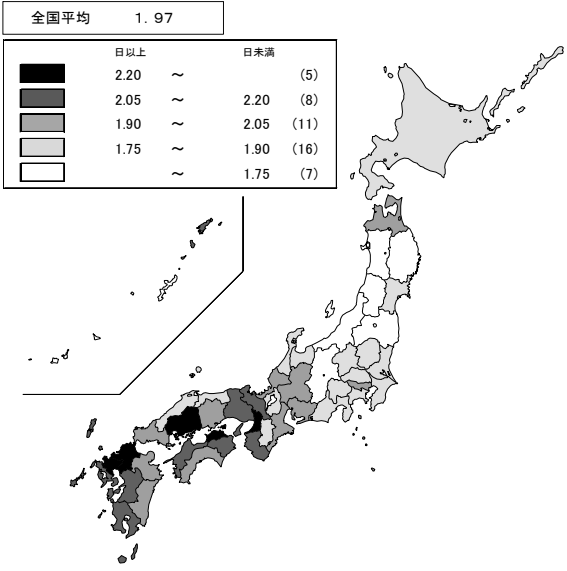 全国平均　１．９７
日以上　日未満
2.20　～　（5）
2.05　～　2.20　（8）
1.90　～　2.05　（11）
1.75　～　1.90　（16）
～　1.75　（7）